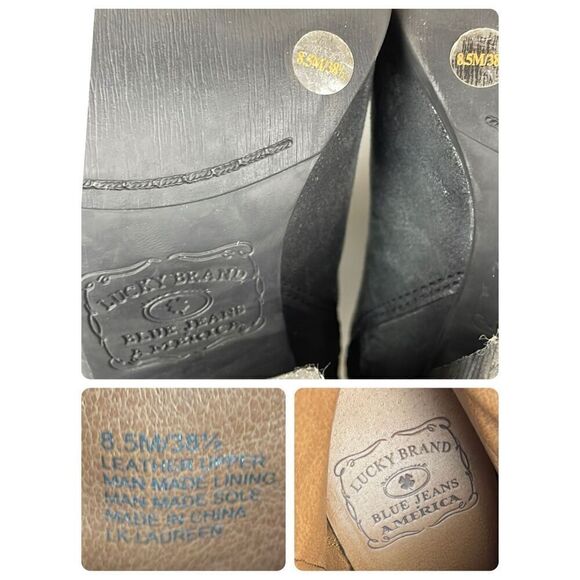 8.5M/38½
8.5M/38
LUCKY BRAND
BLUE JEANS
AMERICA
8.5M/38½
LEATHER UPPER
MAN MADE LINING
MAN MADE SOLE
MADE IN CHINA
LK-LAUREEN
LUCKY BRAND
BLUE JEANS
AMERICA